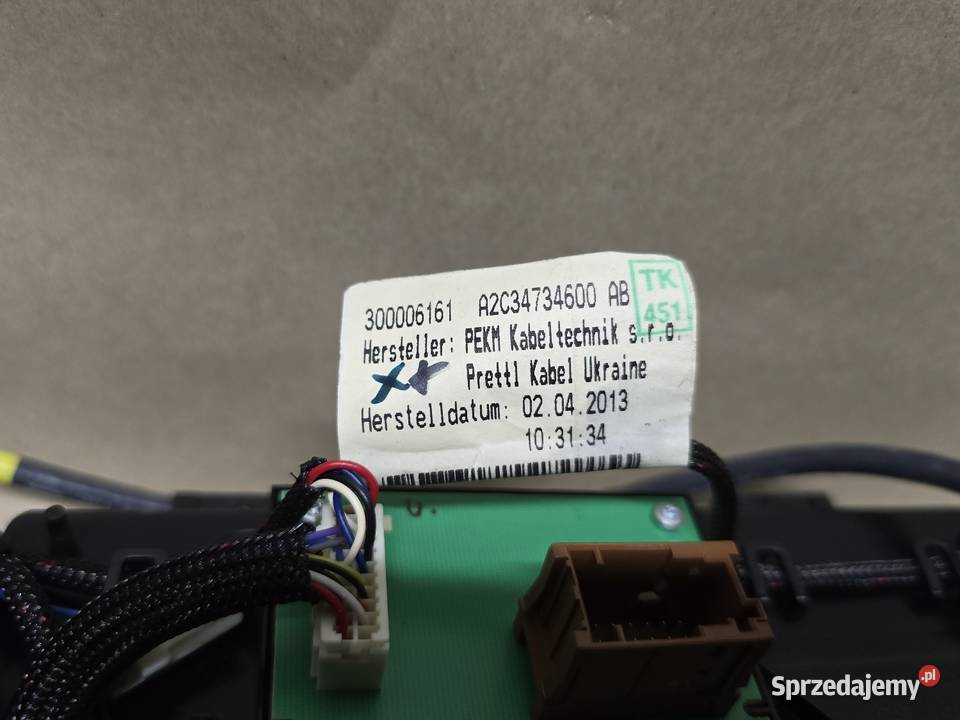 300006161 A2C34734600 AB
TK
451
Hersteller: PEKM Kabeltechnik s.r.o.
Prettl Kabel Ukraine
Herstelldatum: 02.04.2013
10:31:34
Sprzedajemy.pl